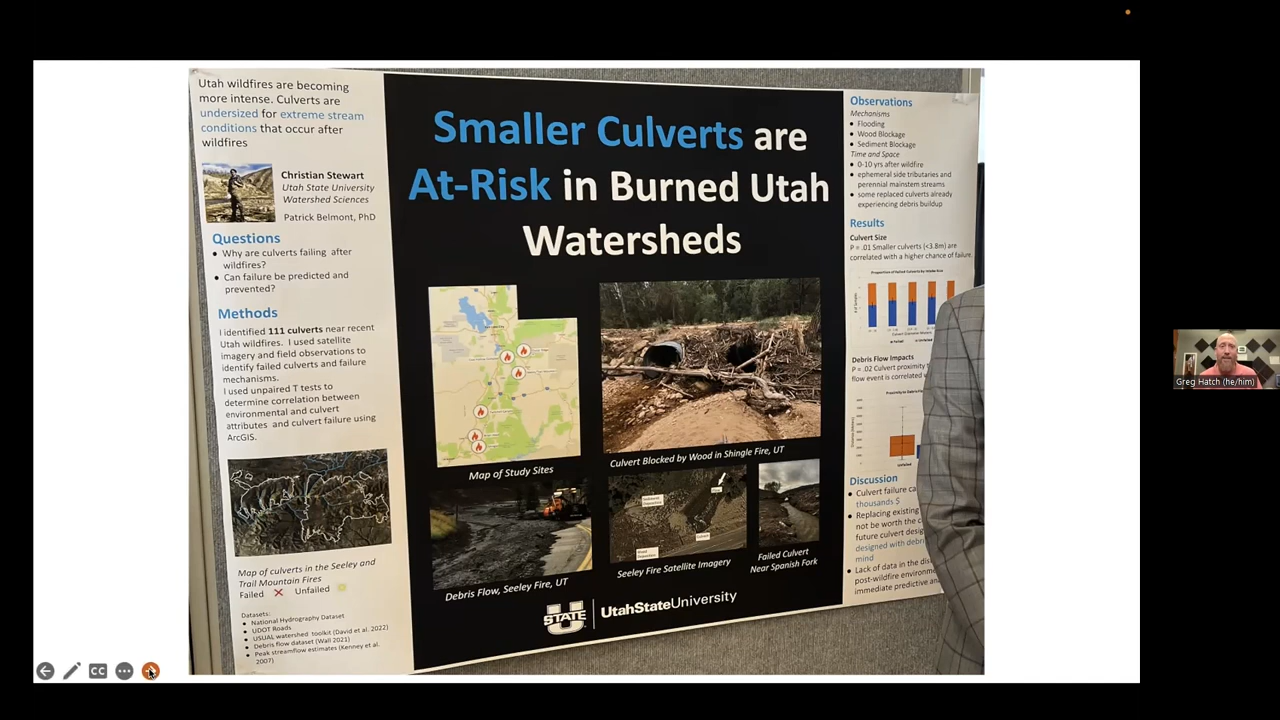 Utah wildfires are becoming
more intense. Culverts are
undersized for extreme stream
conditions that occur after
wildfires
Christian Stewart
Utah State University
Watershed Sciences
Patrick Belmont, PhD
Questions
Why are culverts failing after
wildfires?
Can failure be predicted and
prevented?
Methods
I identified 111 culverts near recent
Utah wildfires. I used satellite
imagery and field observations to
identify failed culverts and failure
mechanisms.
I used unpaired T tests to
determine correlation between
environmental and culvert
attributes and culvert failure using
ArcGIS.
Map of culverts in the Seeley and
Trail Mountain Fires
Failed Unfailed
Datasets:
National Hydrography Dataset
UDOT Roads
USUAL watershed toolkit (David et al. 2022)
Debris flow dataset (Wall 2021)
Peak streamflow estimates (Kenney et al.
2007)
Smaller Culverts are
At-Risk in Burned Utah
Watersheds
Map of Study Sites
Culvert Blocked by Wood in Shingle Fire, UT
Debris Flow, Seeley Fire, UT
Seeley Fire Satellite Imagery
Failed Culvert
Near Spanish Fork
STATE
UtahStateUniversity
Observations
Mechanisms
Flooding
Wood Blockage
Sediment Blockage
Time and Space
0-10 yrs after wildfire
ephemeral side tributaries and
perennial mainstem streams
some replaced culverts already
experiencing debris buildup
Results
Culvert Size
P = .01 Smaller culverts (<3.8m) are
correlated with a higher chance of failure.
Proportion of Failed Culverts by Intake Size
Debris Flow Impacts
P = .02 Culvert proximity
flow event is correlated
Unfailed
Discussion
Culvert failure ca
thousands $
Replacing existing
not be worth the c
future culvert desig
designed with debri
mind
Lack of data in the dis
post-wildfire environme
immediate predictive an
CC
Greg Hatch (he/him)